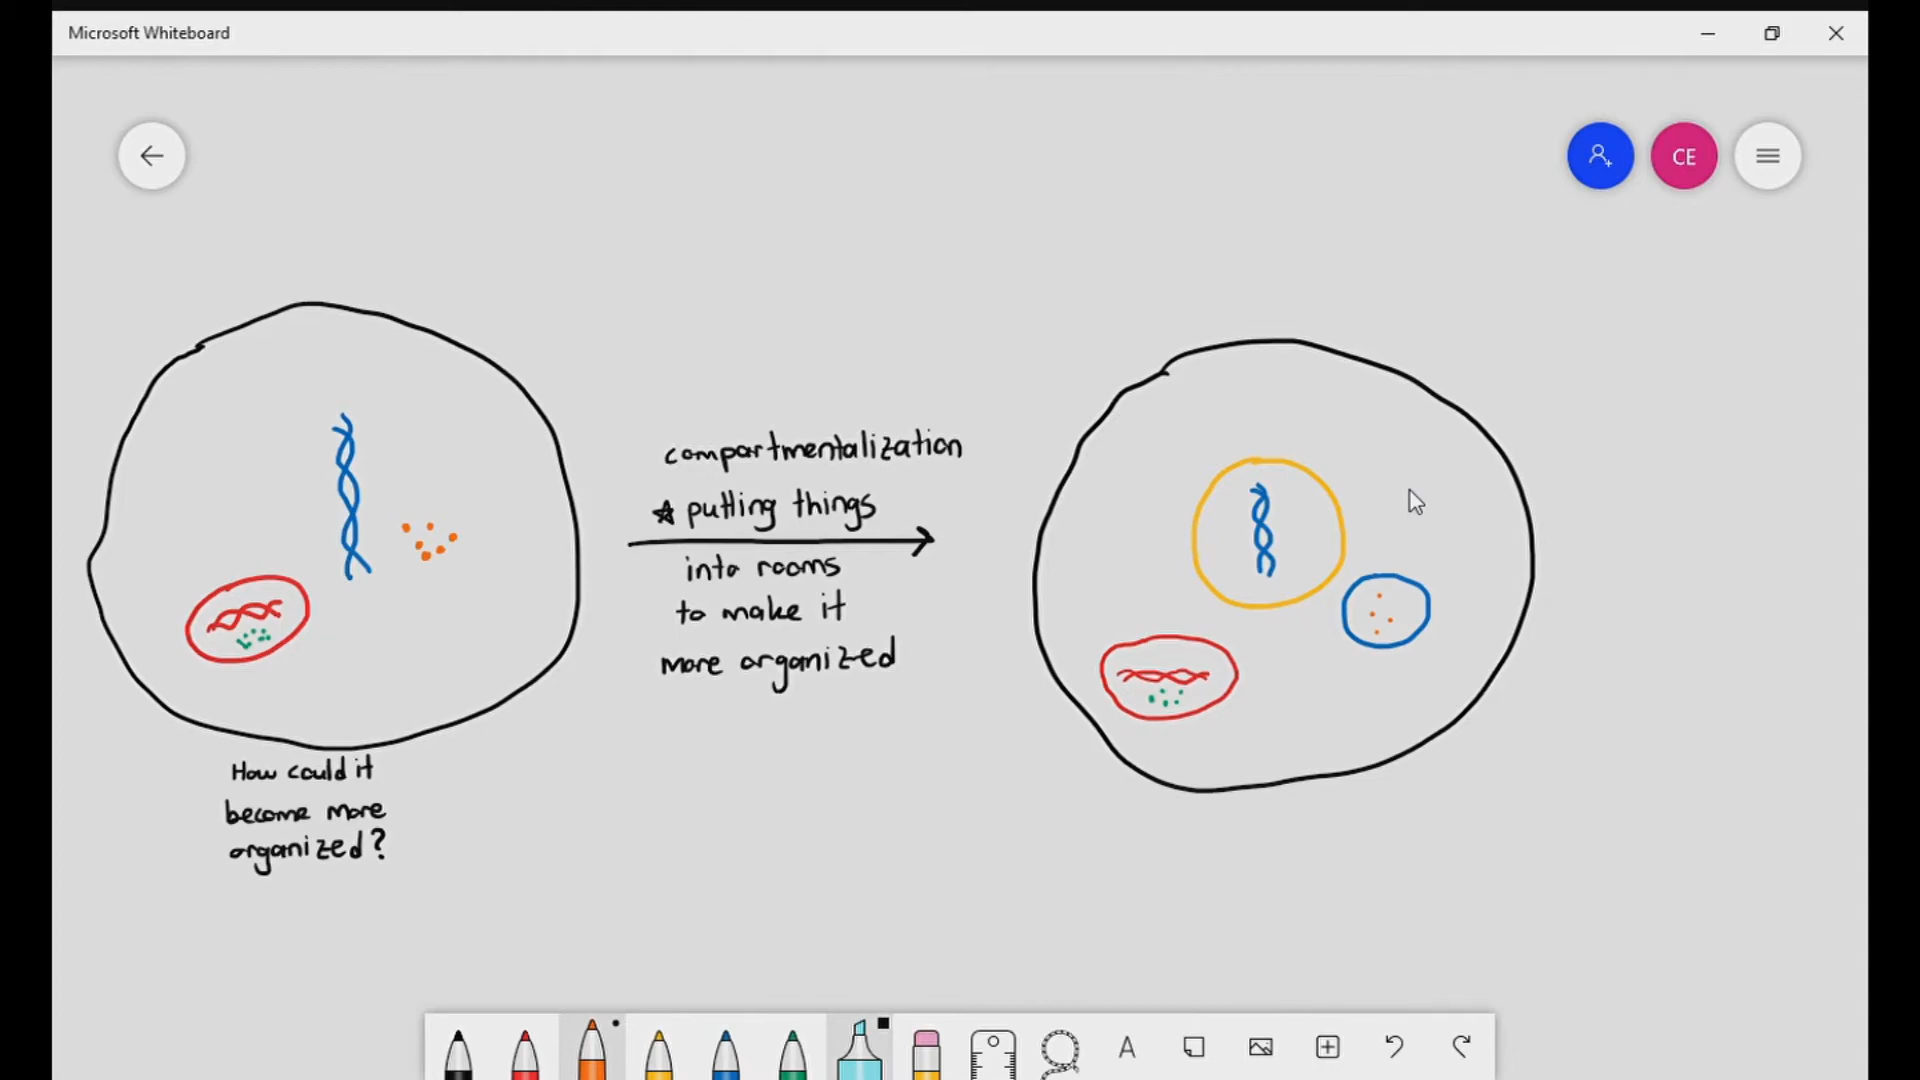 Microsoft Whiteboard
CE
compartmentalization
☆ putting things
into rooms
to make it
more organized
How could it
become more
organized?
A